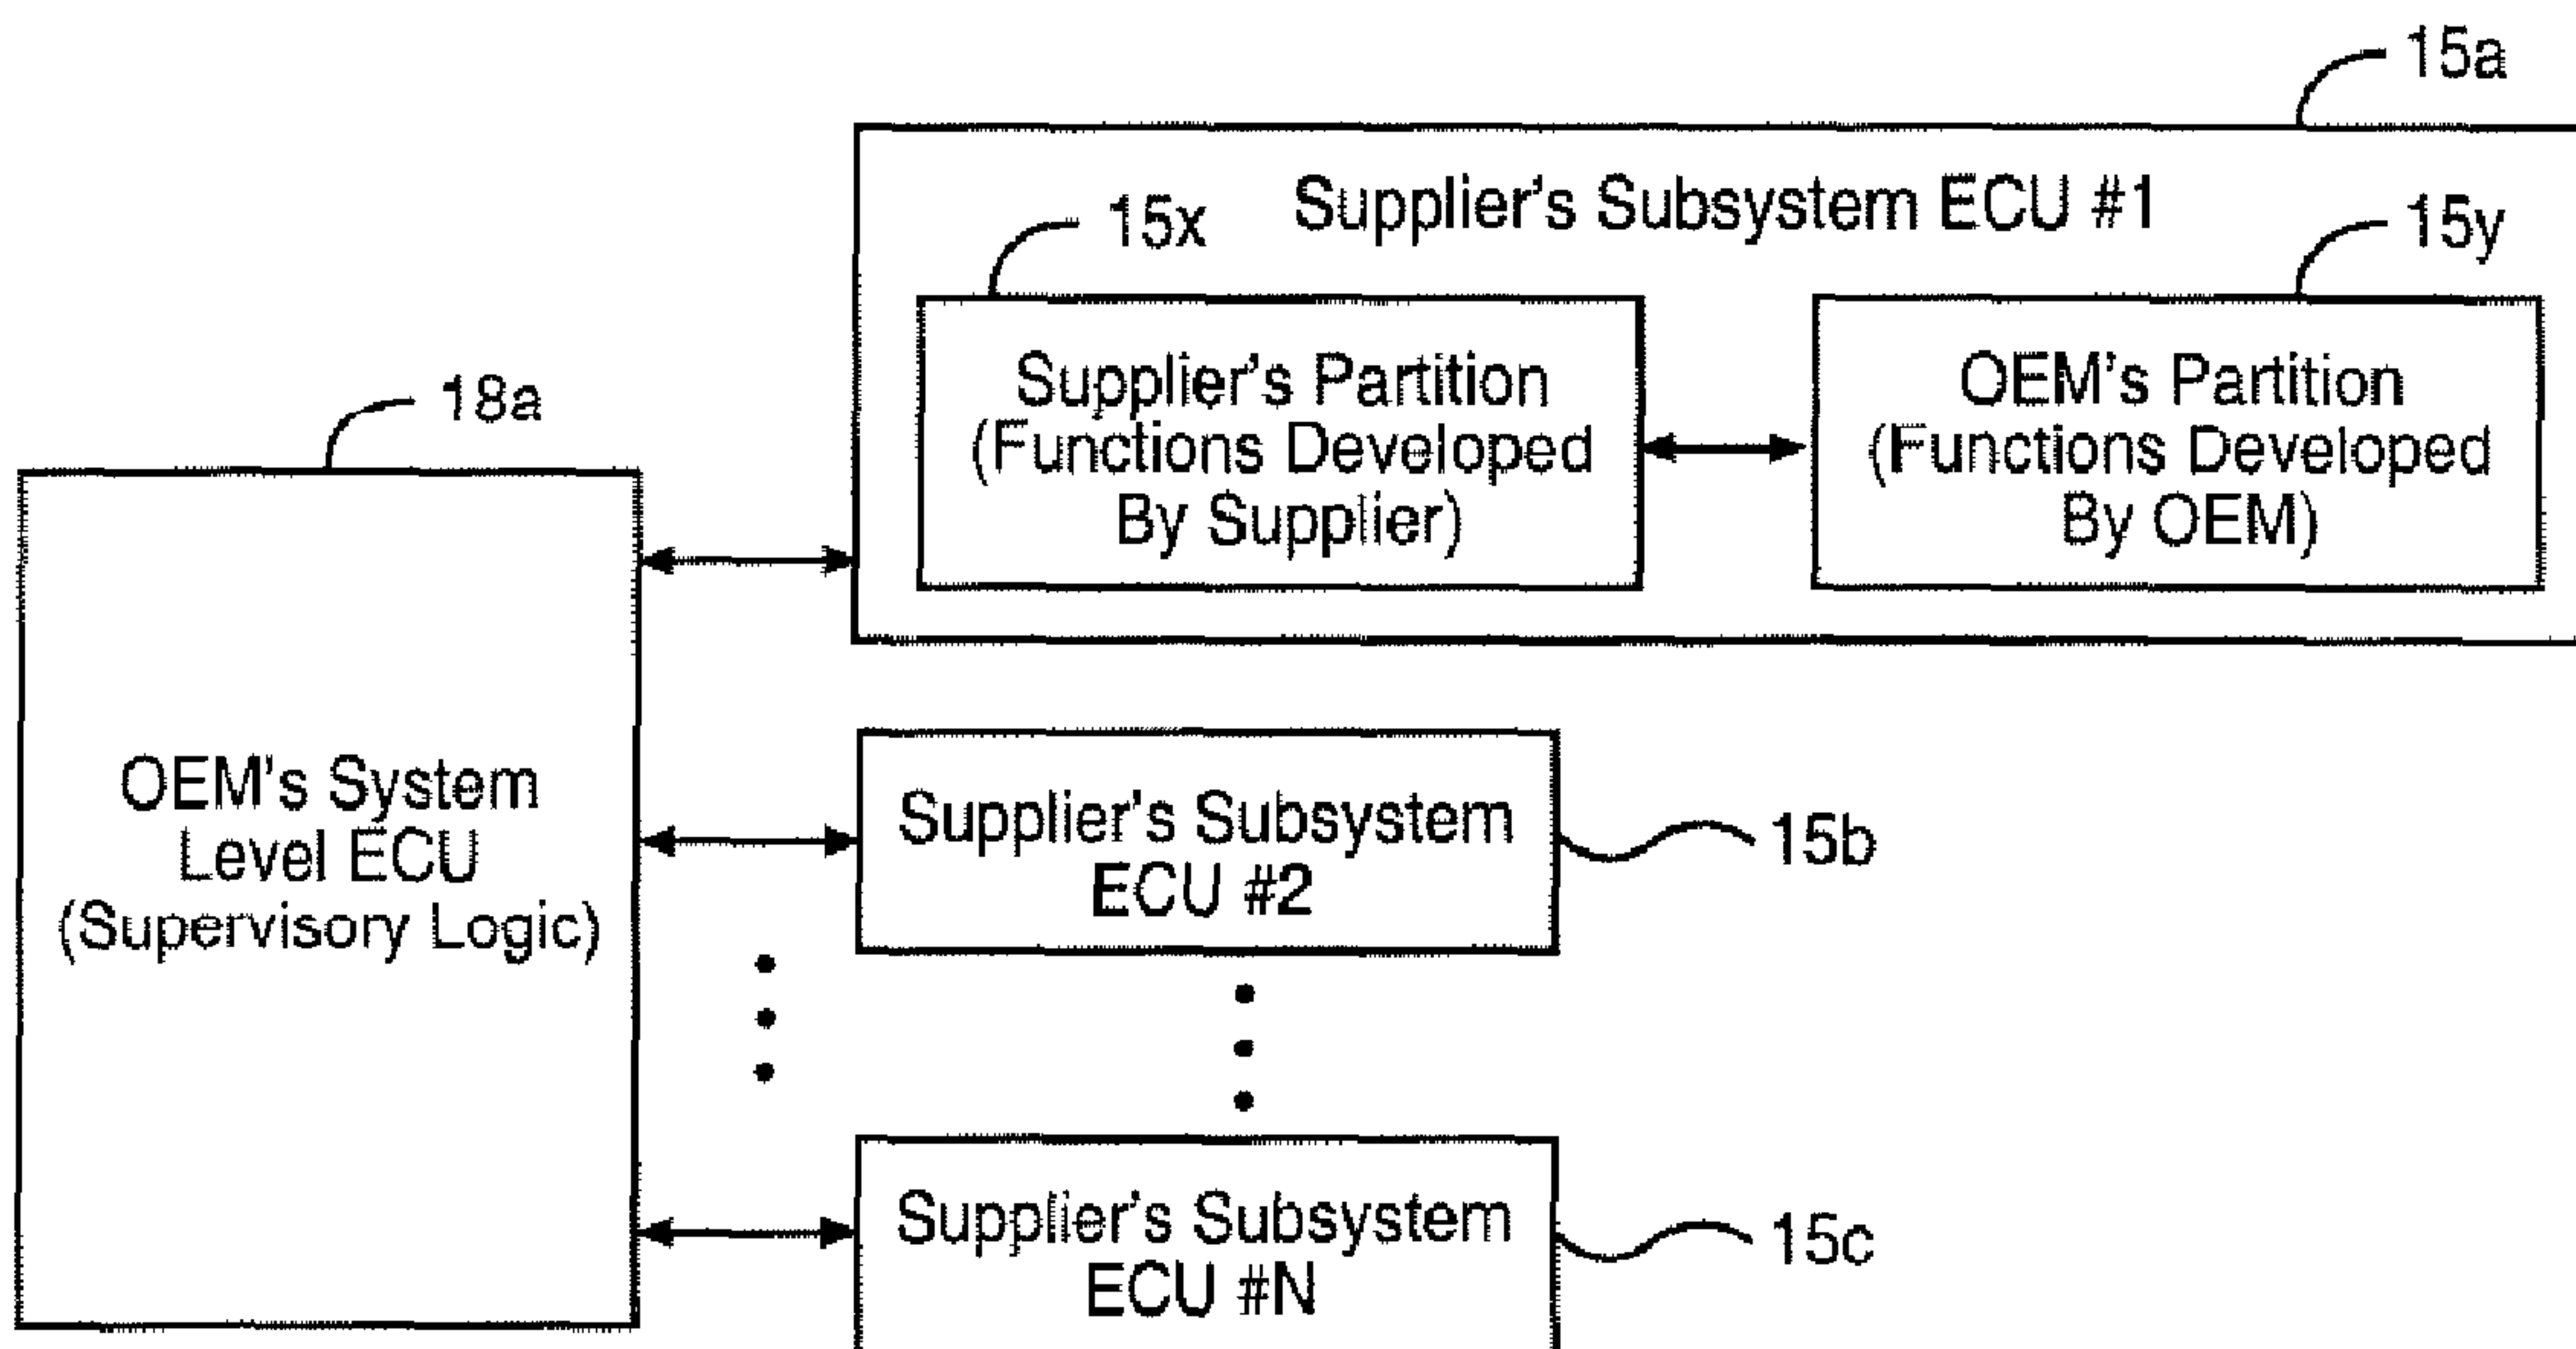 15a
Supplier's Subsystem ECU #1
15x
15y
Supplier's Partition
(Functions Developed
By Supplier)
OEM's Partition
(Functions Developed
By OEM)
18a
OEM's System
Level ECU
(Supervisory Logic)
Supplier's Subsystem
ECU #2
15b
Supplier's Subsystem
ECU #N
15c